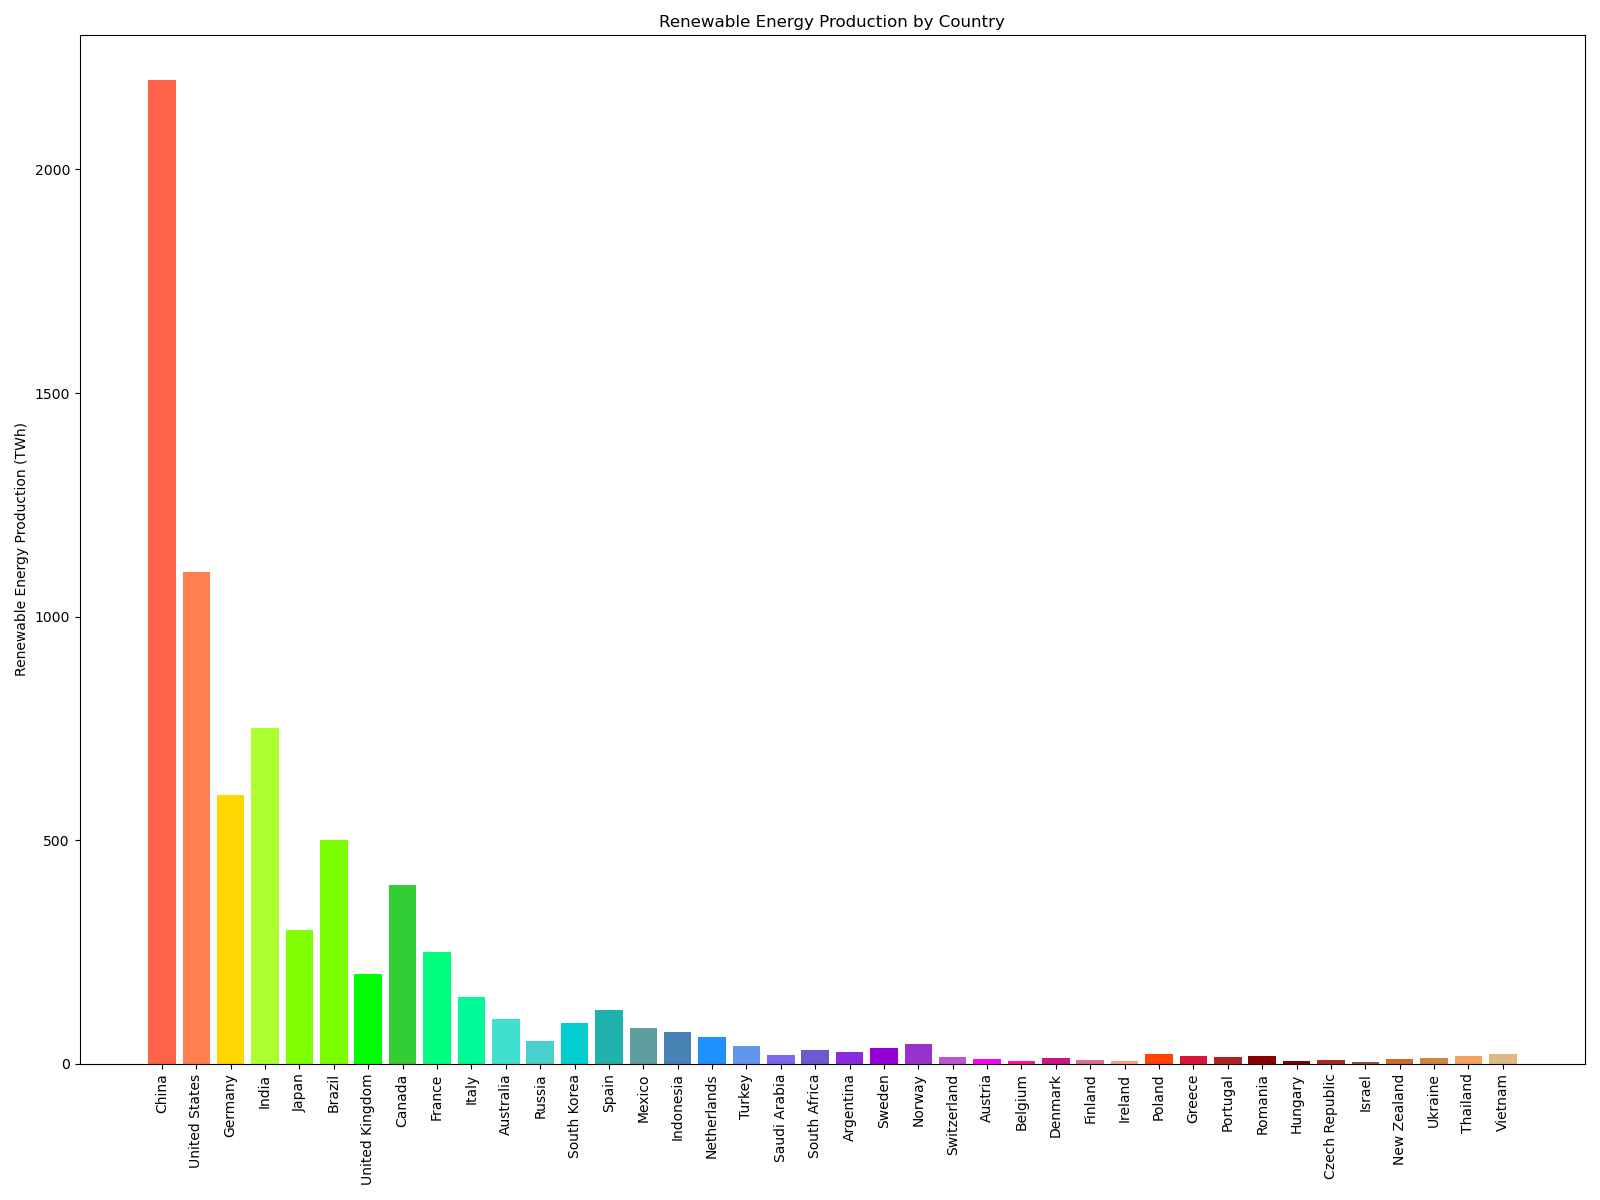 Renewable Energy Production by Country
Renewable Energy Production (TWh)
2000
1500
1000
500
0
China
United States
Germany
India
Japan
Brazil
United Kingdom
Canada
France
Italy
Australia
Russia
South Korea
Spain
Mexico
Indonesia
Netherlands
Turkey
Saudi Arabia
South Africa
Argentina
Sweden
Norway
Switzerland
Austria
Belgium
Denmark
Finland
Ireland
Poland
Greece
Portugal
Romania
Hungary
Czech Republic
Israel
New Zealand
Ukraine
Thailand
Vietnam